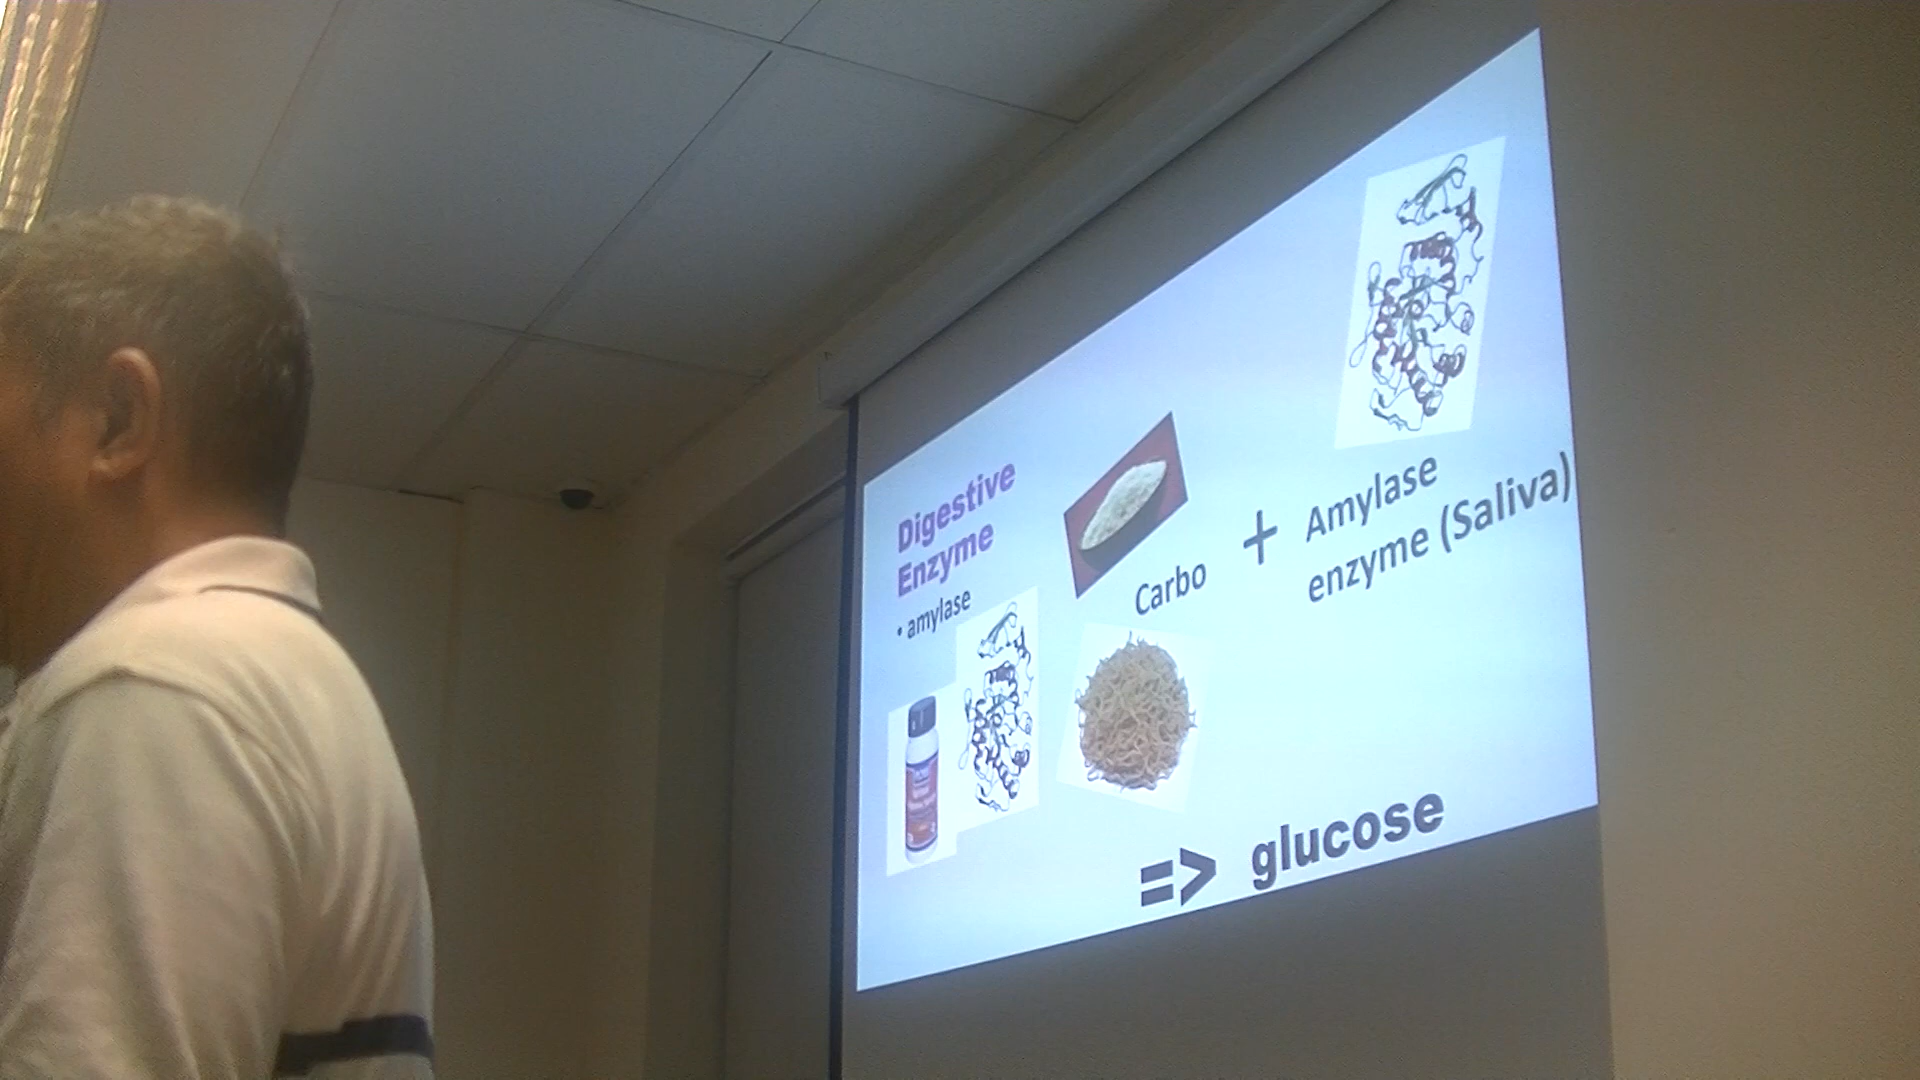 Digestive
Enzyme
• amylase
Carbo
+
Amylase
enzyme (Saliva)
=> glucose